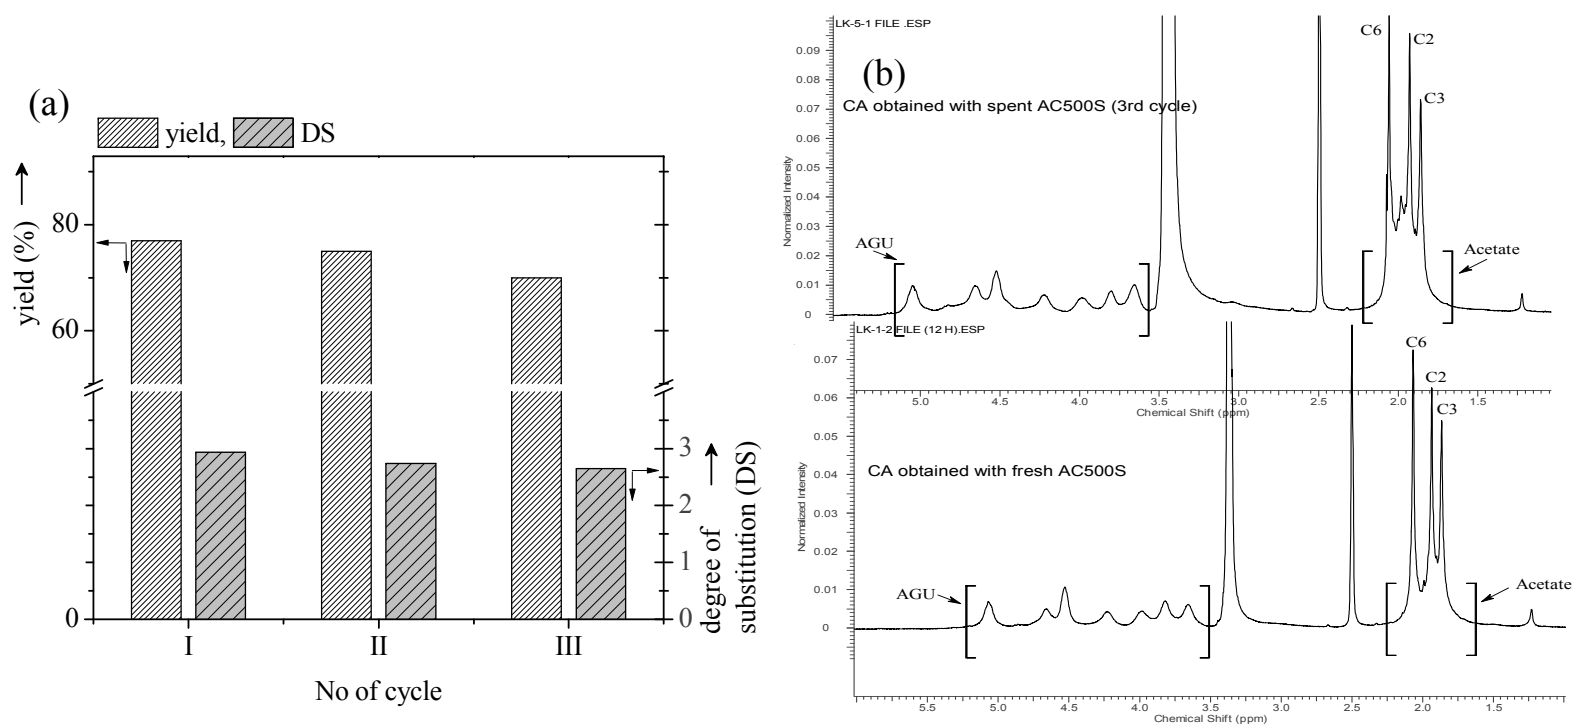 (a)
yield, DS
yield (%)
80
60
0
3
2
1
0
degree of
substitution (DS)
I II III
No of cycle
(b)
LK-5-1 FILE .ESP
C6
C2
C3
CA obtained with spent AC500S (3rd cycle)
Normalized Intensity
0.09
0.08
0.07
0.06
0.05
0.04
0.03
0.02
0.01
0
AGU
Acetate
5.0 4.5 4.0 3.5 3.0 2.5 2.0 1.5
Chemical Shift (ppm)
LK-1-2 FILE (12 H).ESP
C6
C2
C3
CA obtained with fresh AC500S
Normalized Intensity
0.07
0.06
0.05
0.04
0.03
0.02
0.01
0
AGU
Acetate
5.5 5.0 4.5 4.0 3.5 3.0 2.5 2.0 1.5
Chemical Shift (ppm)